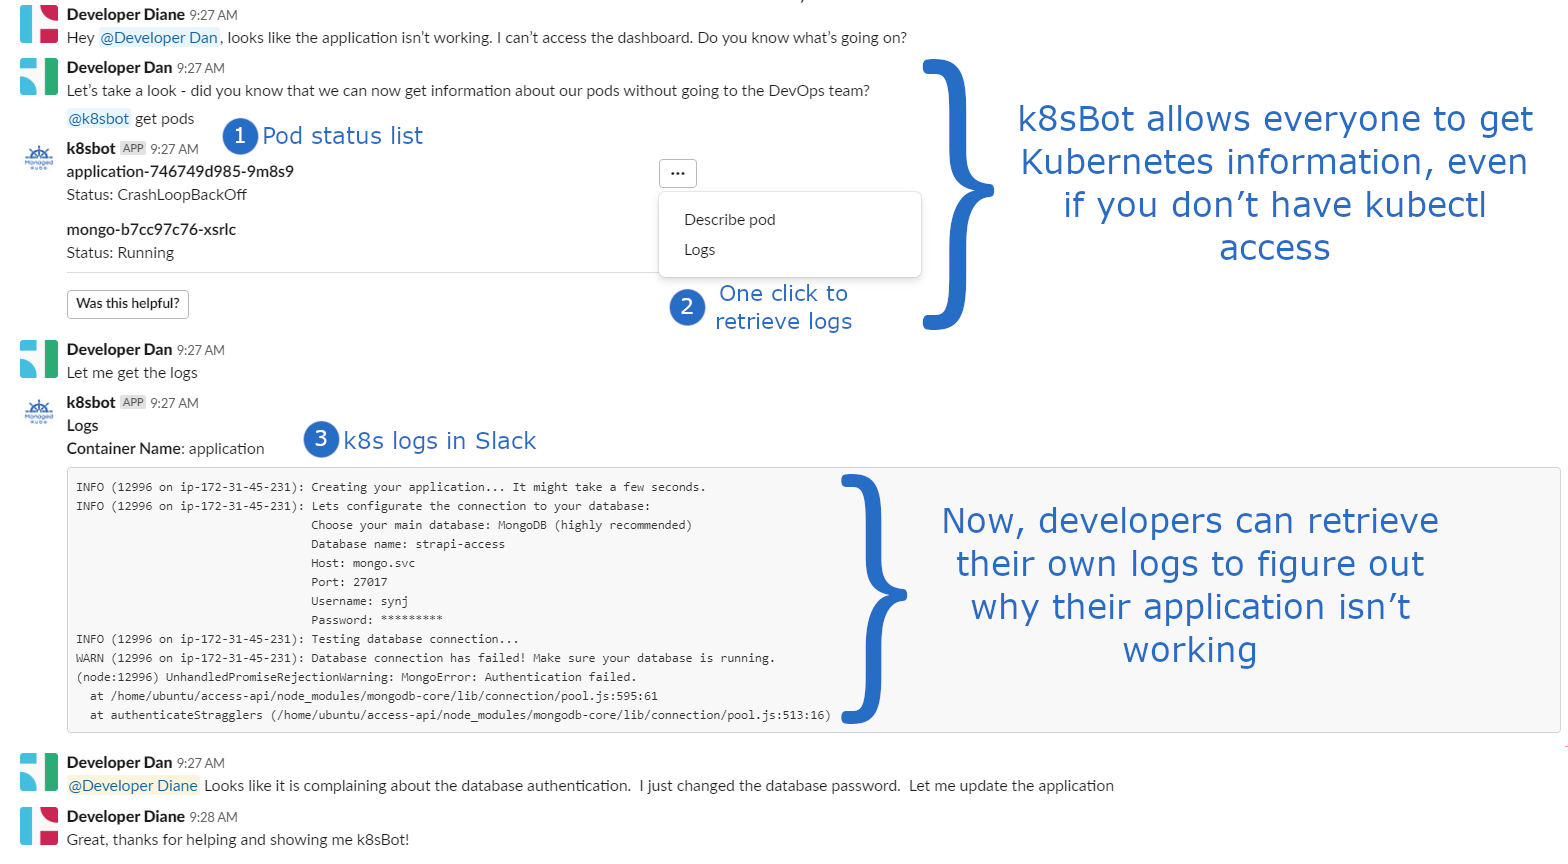 Developer Diane 9:27 AM
Hey @Developer Dan, looks like the application isn't working. I can't access the dashboard. Do you know what's going on?
Developer Dan 9:27 AM
Let's take a look - did you know that we can now get information about our pods without going to the DevOps team?
@k8sbot get pods
1 Pod status list
k8sbot APP 9:27 AM
application-746749d985-9m8s9
Status: CrashLoopBackOff
mongo-b7cc97c76-xsrlc
Status: Running
...
Describe pod
Logs
2 One click to
retrieve logs
Was this helpful?
k8sBot allows everyone to get
Kubernetes information, even
if you don't have kubectl
access
Developer Dan 9:27 AM
Let me get the logs
k8sbot APP 9:27 AM
Managed
Kube
Logs
Container Name: application
3 k8s logs in Slack
INFO (12996 on ip-172-31-45-231): Creating your application... It might take a few seconds.
INFO (12996 on ip-172-31-45-231): Lets configurate the connection to your database:
Choose your main database: MongoDB (highly recommended)
Database name: strapi-access
Host: mongo.svc
Port: 27017
Username: synj
Password: *********
INFO (12996 on ip-172-31-45-231): Testing database connection...
WARN (12996 on ip-172-31-45-231): Database connection has failed! Make sure your database is running.
(node:12996) UnhandledPromiseRejectionWarning: MongoError: Authentication failed.
at /home/ubuntu/access-api/node_modules/mongodb-core/lib/connection/pool.js:595:61
at authenticateStragglers (/home/ubuntu/access-api/node_modules/mongodb-core/lib/connection/pool.js:513:16)
Now, developers can retrieve
their own logs to figure out
why their application isn't
working
Developer Dan 9:27 AM
@Developer Diane Looks like it is complaining about the database authentication.  I just changed the database password.  Let me update the application
Developer Diane 9:28 AM
Great, thanks for helping and showing me k8sBot!